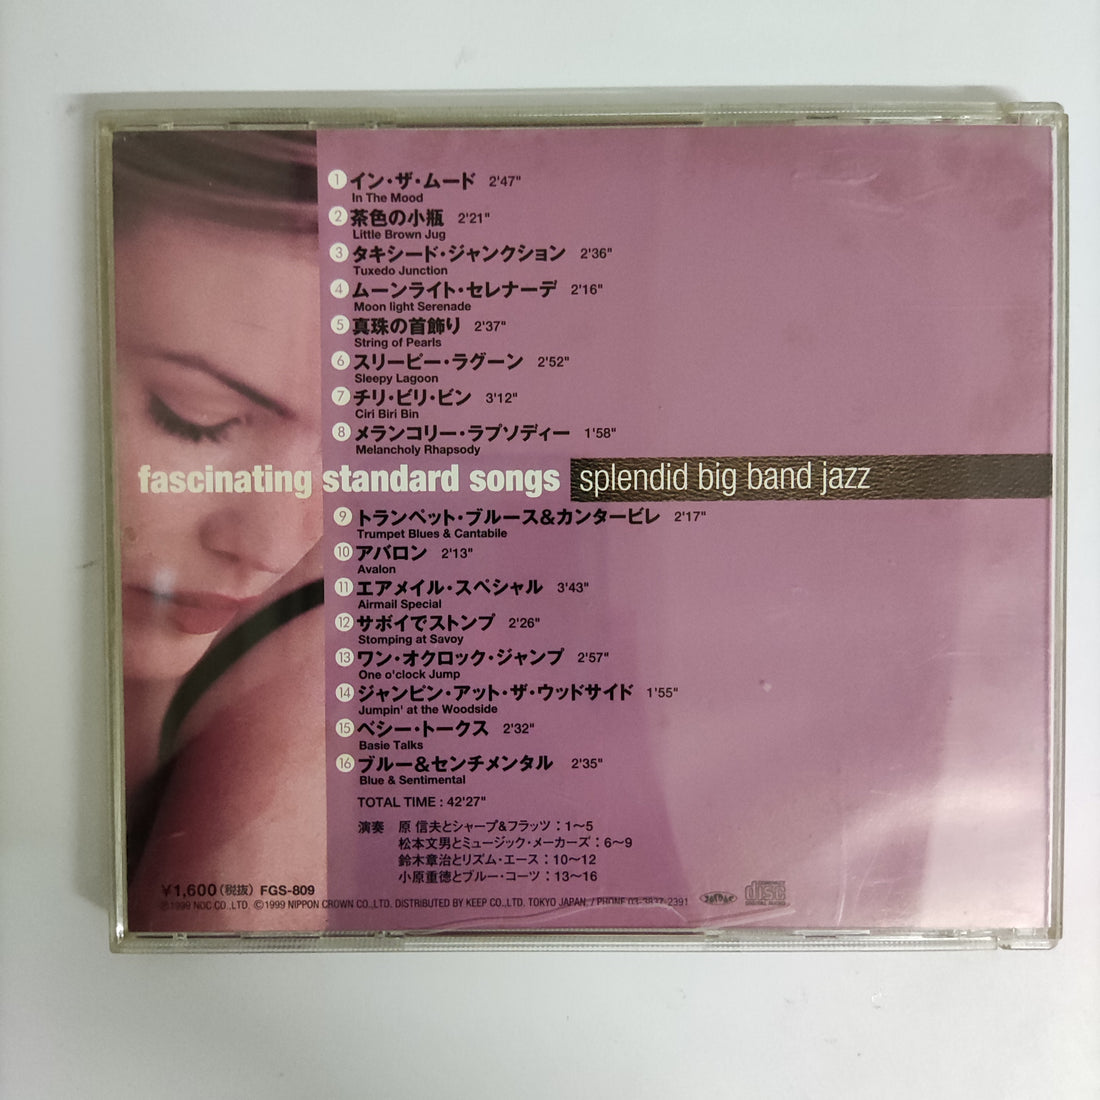 1 イン・ザ・ムード 2'47"
In The Mood
2 茶色の小瓶 2'21"
Little Brown Jug
3 タキシード・ジャンクション 2'36"
Tuxedo Junction
4 ムーンライト・セレナーデ 2'16"
Moon light Serenade
5 真珠の首飾り 2'37"
String of Pearls
6 スリーピー・ラグーン 2'52"
Sleepy Lagoon
7 チリ・ビリ・ビン 3'12"
Ciri Biri Bin
8 メランコリー・ラプソディー 1'58"
Melancholy Rhapsody
fascinating standard songs splendid big band jazz
9 トランペット・ブルース&カンタービレ 2'17"
Trumpet Blues & Cantabile
10 アバロン 2'13"
Avalon
11 エアメイル・スペシャル 3'43"
Airmail Special
12 サボイでストンプ 2'26"
Stomping at Savoy
13 ワン・オクロック・ジャンプ 2'57"
One o'clock Jump
14 ジャンピン・アット・ザ・ウッドサイド 1'55"
Jumpin' at the Woodside
15 ベシー・トークス 2'32"
Basie Talks
16 ブルー&センチメンタル 2'35"
Blue & Sentimental
TOTAL TIME : 42'27"
演奏 原 信夫とシャープ&フラッツ：1〜5
松本文男とミュージック・メーカーズ：6〜9
鈴木章治とリズム・エース：10〜12
小原重徳とブルー・コーツ：13〜16
¥1,600（税抜） FGS-809
℗1999 NOC CO.,LTD. ©1999 NIPPON CROWN CO.,LTD. DISTRIBUTED BY KEEP CO.,LTD. TOKYO JAPAN. / PHONE 03-3837-2391
COMPACT disc DIGITAL AUDIO